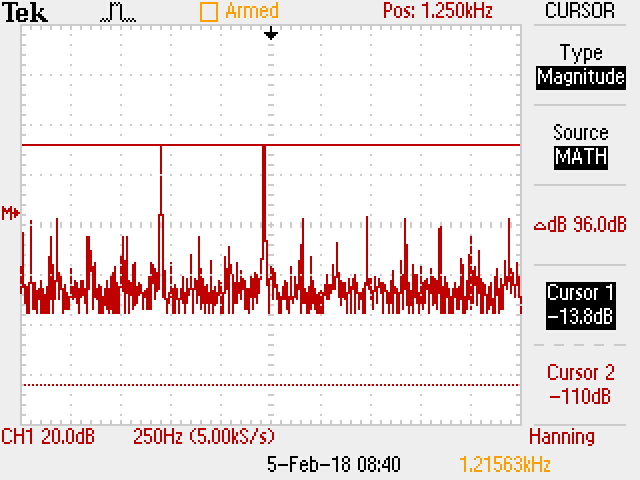 Tek Armed Pos: 1.250kHz CURSOR
Type
Magnitude
Source
MATH
M
△dB 96.0dB
Cursor 1
-13.8dB
Cursor 2
-110dB
CH1 20.0dB 250Hz (5.00kS/s) Hanning
5-Feb-18 08:40 1.21563kHz